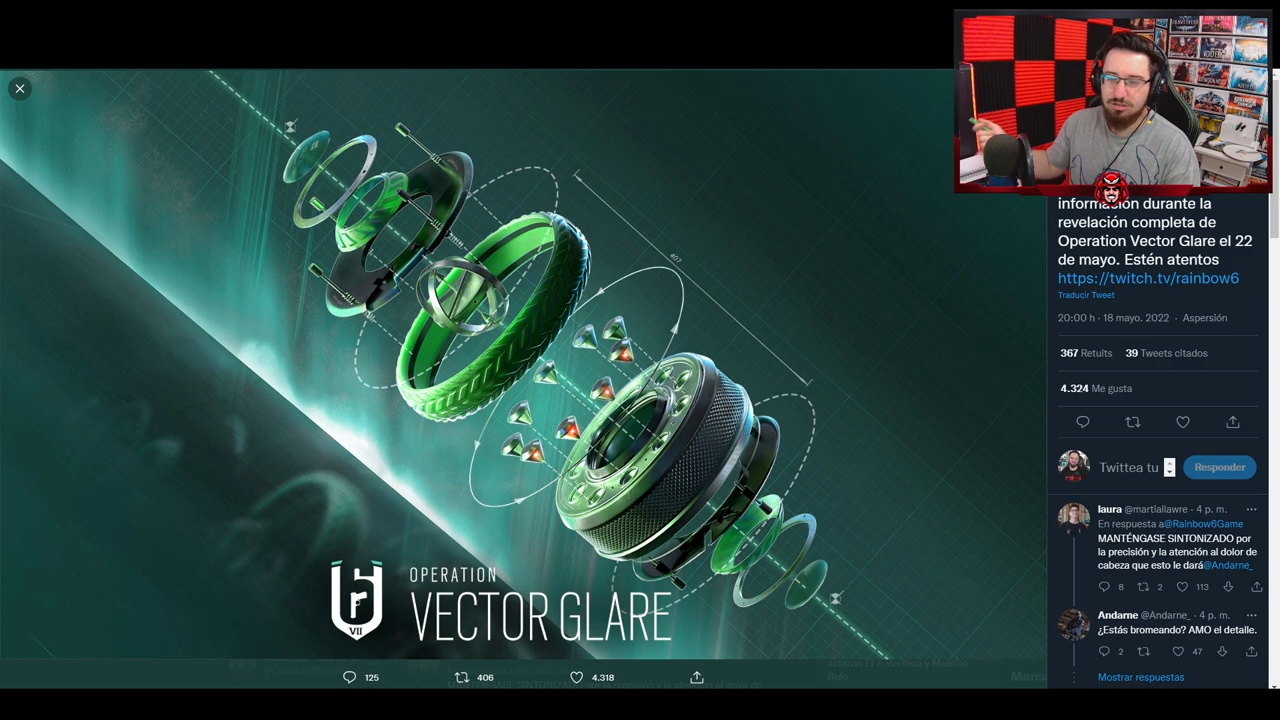 407
OPERATION
VECTOR GLARE
VII
125
406
4.318
información durante la
revelación completa de
Operation Vector Glare el 22
de mayo. Estén atentos
https://twitch.tv/rainbow6
Traducir Tweet
20:00 h · 18 mayo. 2022 · Aspersión
367 Retuits 39 Tweets citados
4.324 Me gusta
Twittea tu
Responder
laura @martiallawre · 4 p. m.
En respuesta a@Rainbow6Game
MANTÉNGASE SINTONIZADO por
la precisión y la atención al dolor de
cabeza que esto le dará@Andarne_
8 2 113
Andarne @Andarne_ · 4 p. m.
¿Estás bromeando? AMO el detalle.
2 47
Mostrar respuestas